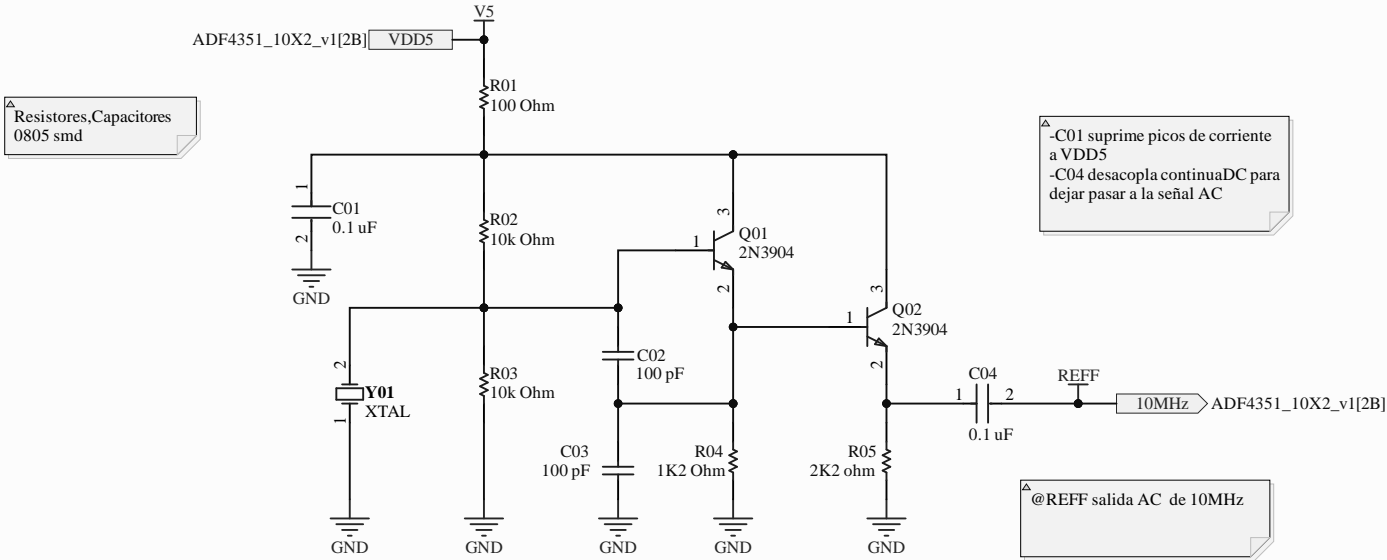 V5
ADF4351_10X2_v1[2B] VDD5
R01
100 Ohm
Resistores,Capacitores
0805 smd
-C01 suprime picos de corriente
a VDD5
-C04 desacopla continuaDC para
dejar pasar a la señal AC
1
C01
0.1 uF
2
GND
R02
10k Ohm
3
Q01
2N3904
1
2
3
Q02
2N3904
1
2
C02
100 pF
2
Y01
XTAL
1
R03
10k Ohm
C04
1 2
0.1 uF
REFF
10MHz ADF4351_10X2_v1[2B]
C03
100 pF
R04
1K2 Ohm
R05
2K2 ohm
@REFF salida AC de 10MHz
GND
GND
GND
GND
GND